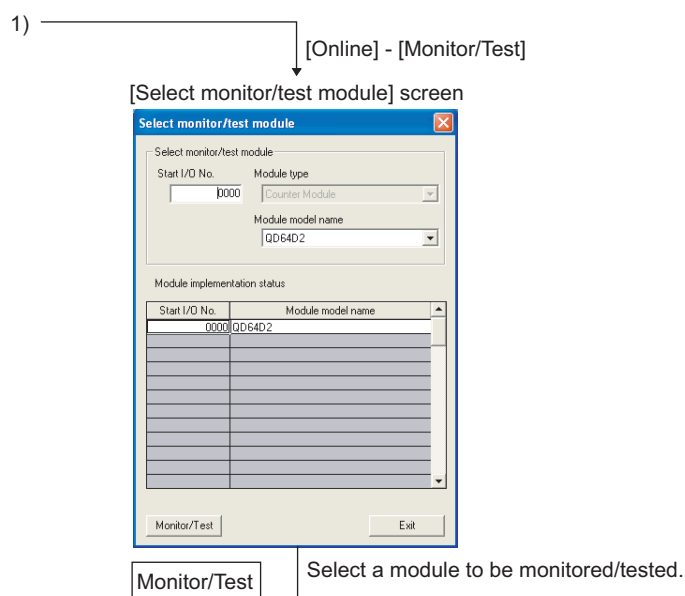 1)
[Online] - [Monitor/Test]
[Select monitor/test module] screen
Select monitor/test module
Select monitor/test module
Start I/O No.
Module type
0000
Counter Module
Module model name
QD64D2
Module implementation status
Start I/O No.
Module model name
0000 QD64D2
Monitor/Test
Exit
Monitor/Test
Select a module to be monitored/tested.